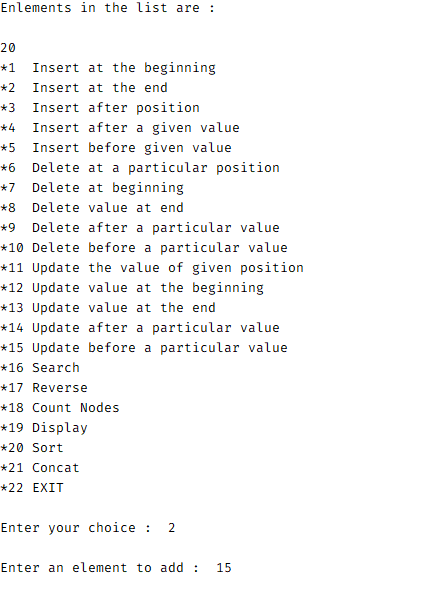 Enlements in the list are :
20
*1  Insert at the beginning
*2  Insert at the end
*3  Insert after position
*4  Insert after a given value
*5  Insert before given value
*6  Delete at a particular position
*7  Delete at beginning
*8  Delete value at end
*9  Delete after a particular value
*10 Delete before a particular value
*11 Update the value of given position
*12 Update value at the beginning
*13 Update value at the end
*14 Update after a particular value
*15 Update before a particular value
*16 Search
*17 Reverse
*18 Count Nodes
*19 Display
*20 Sort
*21 Concat
*22 EXIT
Enter your choice :  2
Enter an element to add :  15